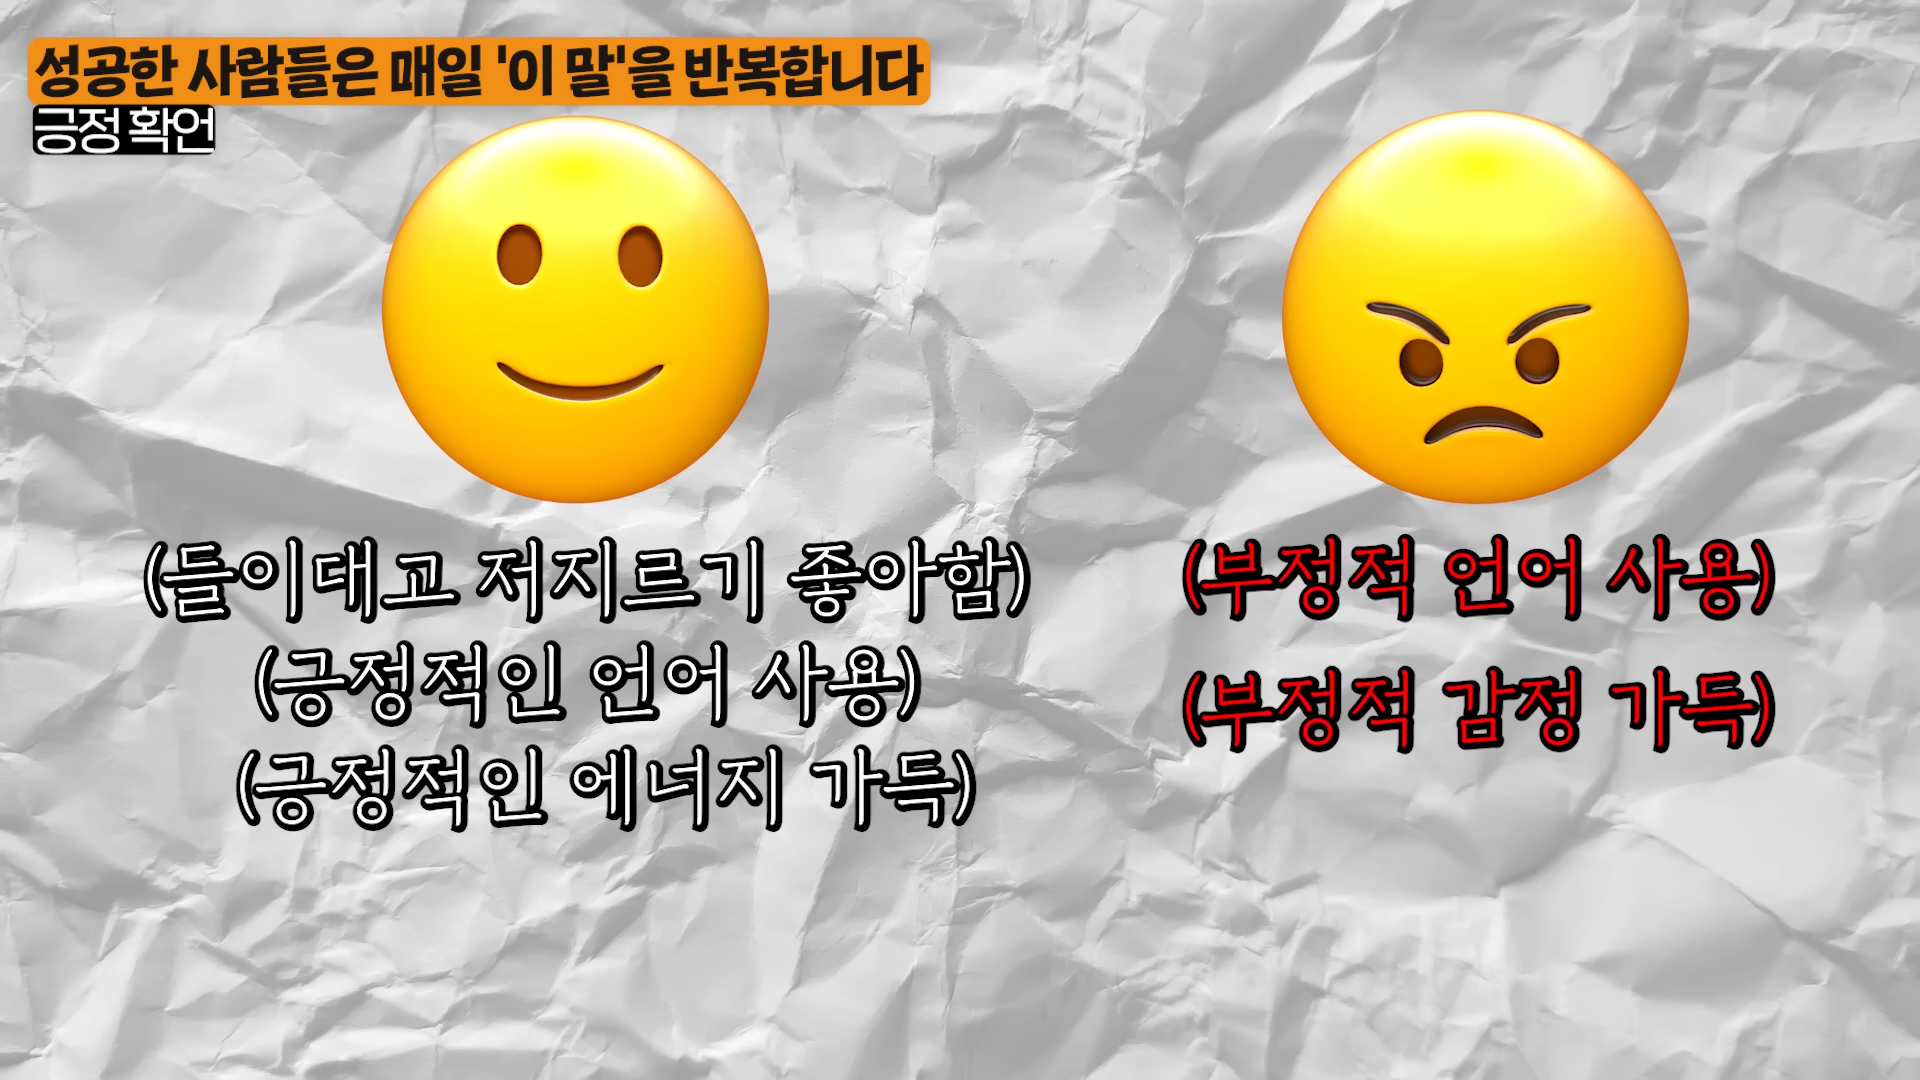 성공한 사람들은 매일 '이 말'을 반복합니다
긍정 확언
(들이대고 저지르기 좋아함)
(긍정적인 언어 사용)
(긍정적인 에너지 가득)
(부정적 언어 사용)
(부정적 감정 가득)